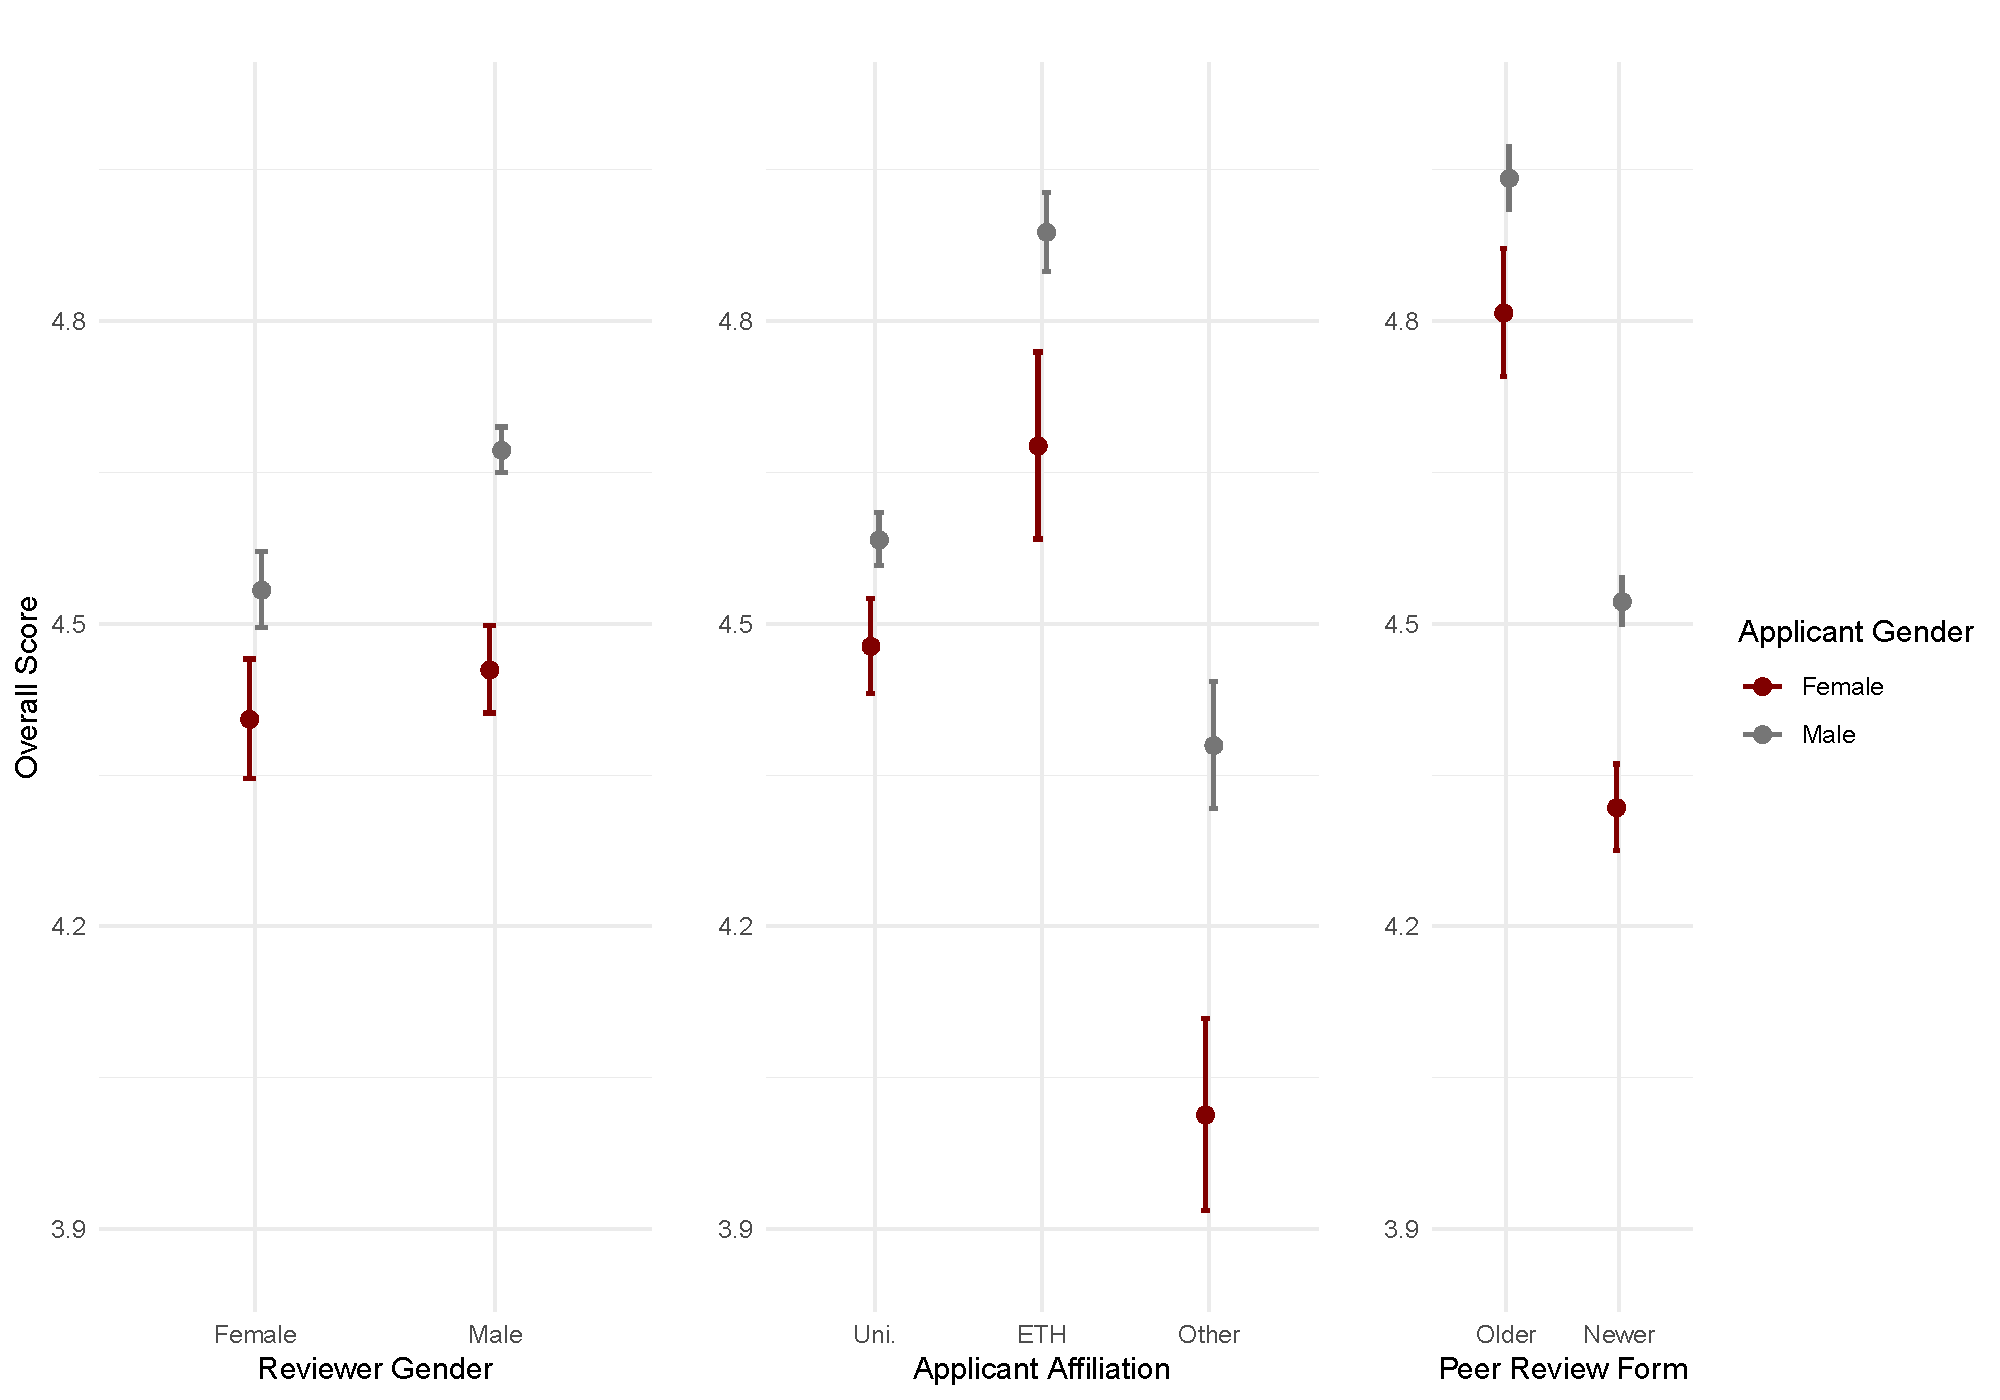 Overall Score
4.8
4.5
4.2
3.9
Female Male
Reviewer Gender
4.8
4.5
4.2
3.9
Uni. ETH Other
Applicant Affiliation
4.8
4.5
4.2
3.9
Older Newer
Peer Review Form
Applicant Gender
Female
Male